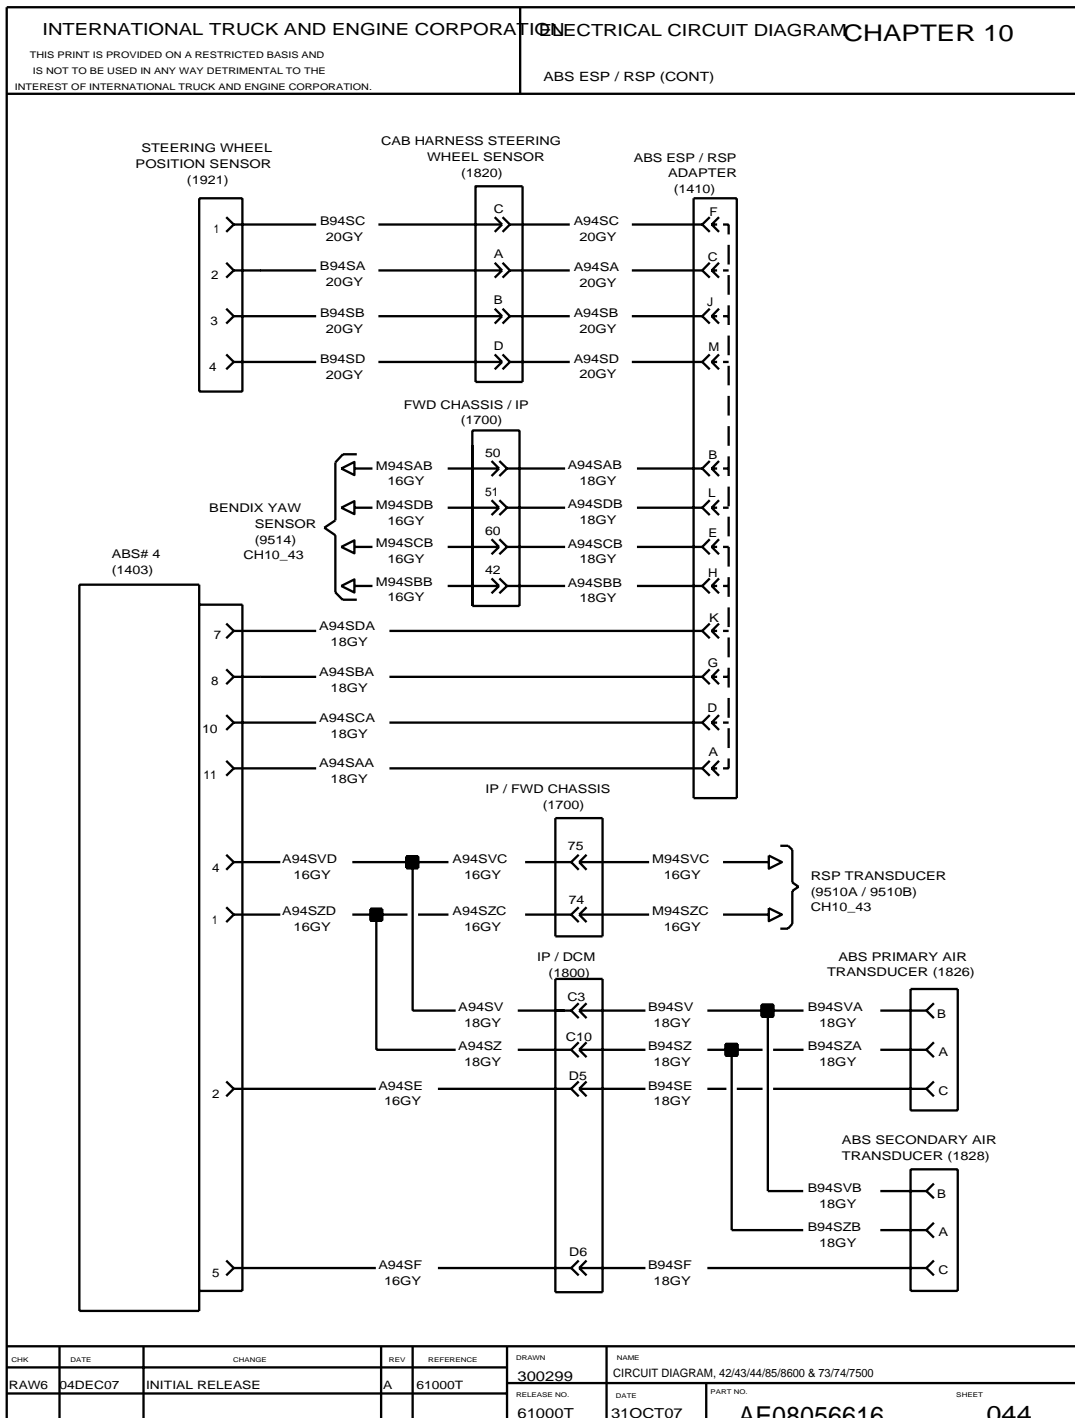 INTERNATIONAL TRUCK AND ENGINE CORPORATION
ELECTRICAL CIRCUIT DIAGRAM
CHAPTER 10
THIS PRINT IS PROVIDED ON A RESTRICTED BASIS AND
IS NOT TO BE USED IN ANY WAY DETRIMENTAL TO THE
INTEREST OF INTERNATIONAL TRUCK AND ENGINE CORPORATION.
ABS ESP / RSP (CONT)
STEERING WHEEL
POSITION SENSOR
(1921)
CAB HARNESS STEERING
WHEEL SENSOR
(1820)
ABS ESP / RSP
ADAPTER
(1410)
1 B94SC C A94SC F
20GY 20GY
2 B94SA A A94SA C
20GY 20GY
3 B94SB B A94SB J
20GY 20GY
4 B94SD D A94SD M
20GY 20GY
FWD CHASSIS / IP
(1700)
BENDIX YAW
SENSOR
(9514)
CH10_43
M94SAB 50 A94SAB B
16GY 18GY
M94SDB 51 A94SDB L
16GY 18GY
M94SCB 60 A94SCB E
16GY 18GY
M94SBB 42 A94SBB H
16GY 18GY
ABS# 4
(1403)
7 A94SDA K
18GY
8 A94SBA G
18GY
10 A94SCA D
18GY
11 A94SAA A
18GY
IP / FWD CHASSIS
(1700)
4 A94SVD A94SVC 75 M94SVC
16GY 16GY 16GY
1 A94SZD A94SZC 74 M94SZC
16GY 16GY 16GY
RSP TRANSDUCER
(9510A / 9510B)
CH10_43
IP / DCM
(1800)
ABS PRIMARY AIR
TRANSDUCER (1826)
A94SV C3 B94SV B94SVA B
18GY 18GY 18GY
A94SZ C10 B94SZ B94SZA A
18GY 18GY 18GY
2 A94SE D5 B94SE C
16GY 18GY
ABS SECONDARY AIR
TRANSDUCER (1828)
B94SVB B
18GY
B94SZB A
18GY
5 A94SF D6 B94SF C
16GY 18GY
CHK DATE CHANGE REV REFERENCE
RAW6 04DEC07 INITIAL RELEASE A 61000T
DRAWN
300299
NAME
CIRCUIT DIAGRAM, 42/43/44/85/8600 & 73/74/7500
RELEASE NO.
61000T
DATE
31OCT07
PART NO.
AE08056616
SHEET
044